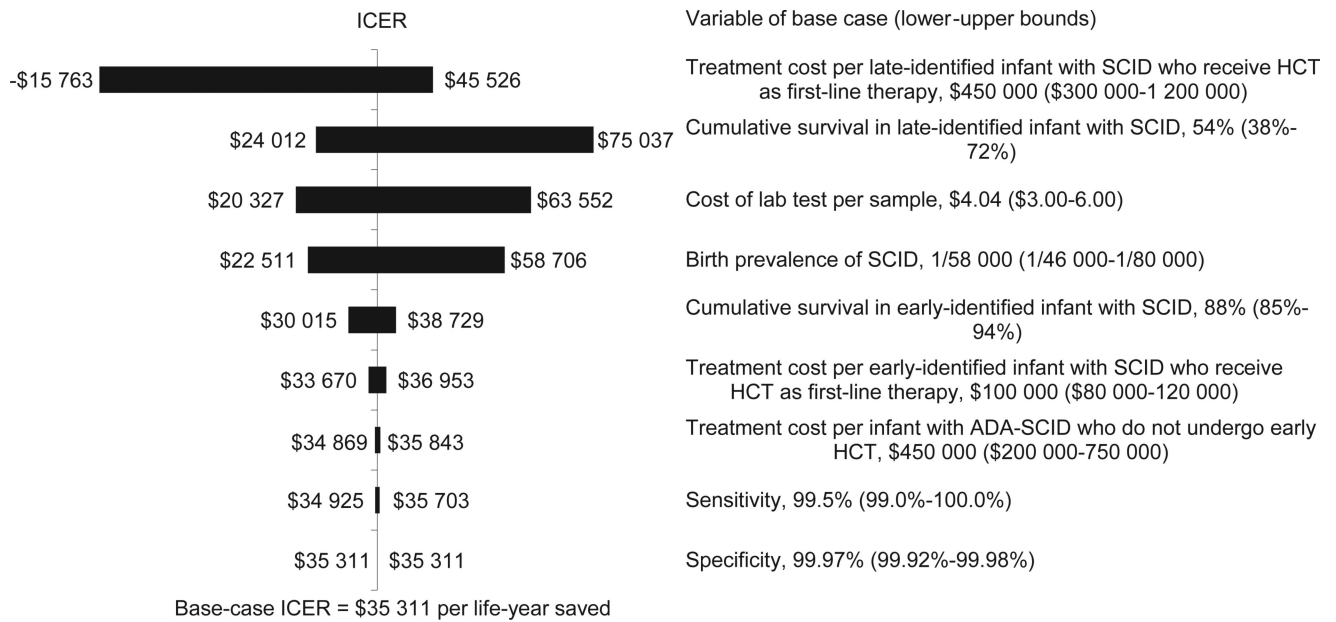 ICER
Variable of base case (lower-upper bounds)
-$15 763
$45 526
Treatment cost per late-identified infant with SCID who receive HCT
as first-line therapy, $450 000 ($300 000-1 200 000)
$24 012
$75 037
Cumulative survival in late-identified infant with SCID, 54% (38%-
72%)
$20 327
$63 552
Cost of lab test per sample, $4.04 ($3.00-6.00)
$22 511
$58 706
Birth prevalence of SCID, 1/58 000 (1/46 000-1/80 000)
$30 015
$38 729
Cumulative survival in early-identified infant with SCID, 88% (85%-
94%)
$33 670
$36 953
Treatment cost per early-identified infant with SCID who receive
HCT as first-line therapy, $100 000 ($80 000-120 000)
$34 869
$35 843
Treatment cost per infant with ADA-SCID who do not undergo early
HCT, $450 000 ($200 000-750 000)
$34 925
$35 703
Sensitivity, 99.5% (99.0%-100.0%)
$35 311
$35 311
Specificity, 99.97% (99.92%-99.98%)
Base-case ICER = $35 311 per life-year saved